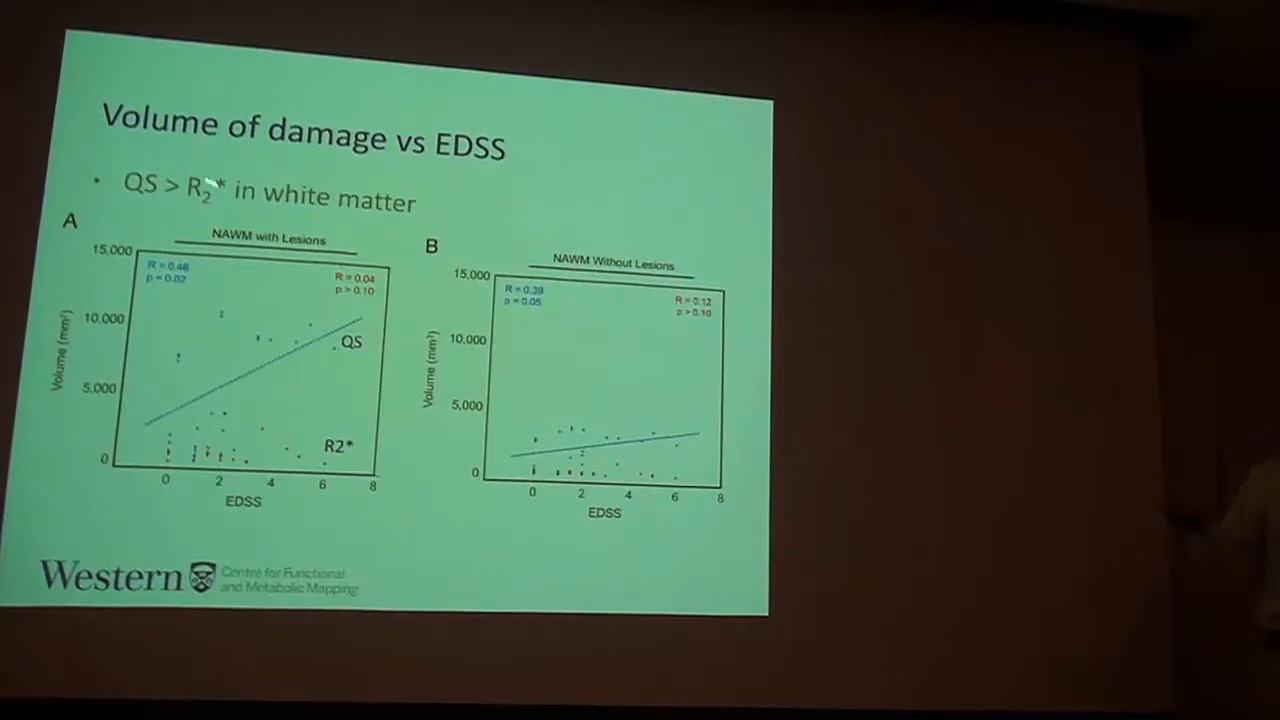 Volume of damage vs EDSS
• QS > R2* in white matter
A
NAWM with Lesions
15,000
10,000
5,000
0
Volume (mm³)
R = 0.46
p = 0.02
R = 0.04
p > 0.10
QS
R2*
0 2 4 6 8
EDSS
B
NAWM Without Lesions
15,000
10,000
5,000
0
Volume (mm³)
R = 0.39
p = 0.05
R = 0.12
p > 0.10
0 2 4 6 8
EDSS
Western
Centre for Functional
and Metabolic Mapping